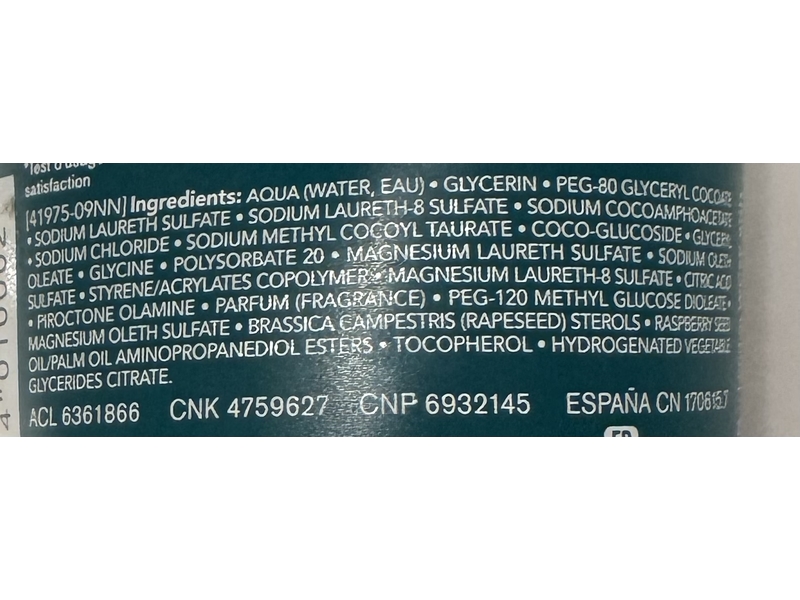 *Test d'usage
satisfaction
[41975-09NN] Ingredients: AQUA (WATER, EAU) • GLYCERIN • PEG-80 GLYCERYL COCOATE
• SODIUM LAURETH SULFATE • SODIUM LAURETH-8 SULFATE • SODIUM COCOAMPHOACETATE
• SODIUM CHLORIDE • SODIUM METHYL COCOYL TAURATE • COCO-GLUCOSIDE • GLYCERYL
OLEATE • GLYCINE • POLYSORBATE 20 • MAGNESIUM LAURETH SULFATE • SODIUM OLETH
SULFATE • STYRENE/ACRYLATES COPOLYMER • MAGNESIUM LAURETH-8 SULFATE • CITRIC ACID
• PIROCTONE OLAMINE • PARFUM (FRAGRANCE) • PEG-120 METHYL GLUCOSE DIOLEATE •
MAGNESIUM OLETH SULFATE • BRASSICA CAMPESTRIS (RAPESEED) STEROLS • RASPBERRY SEED
OIL/PALM OIL AMINOPROPANEDIOL ESTERS • TOCOPHEROL • HYDROGENATED VEGETABLE
GLYCERIDES CITRATE.
ACL 6361866 CNK 4759627 CNP 6932145 ESPAÑA CN 170615.7